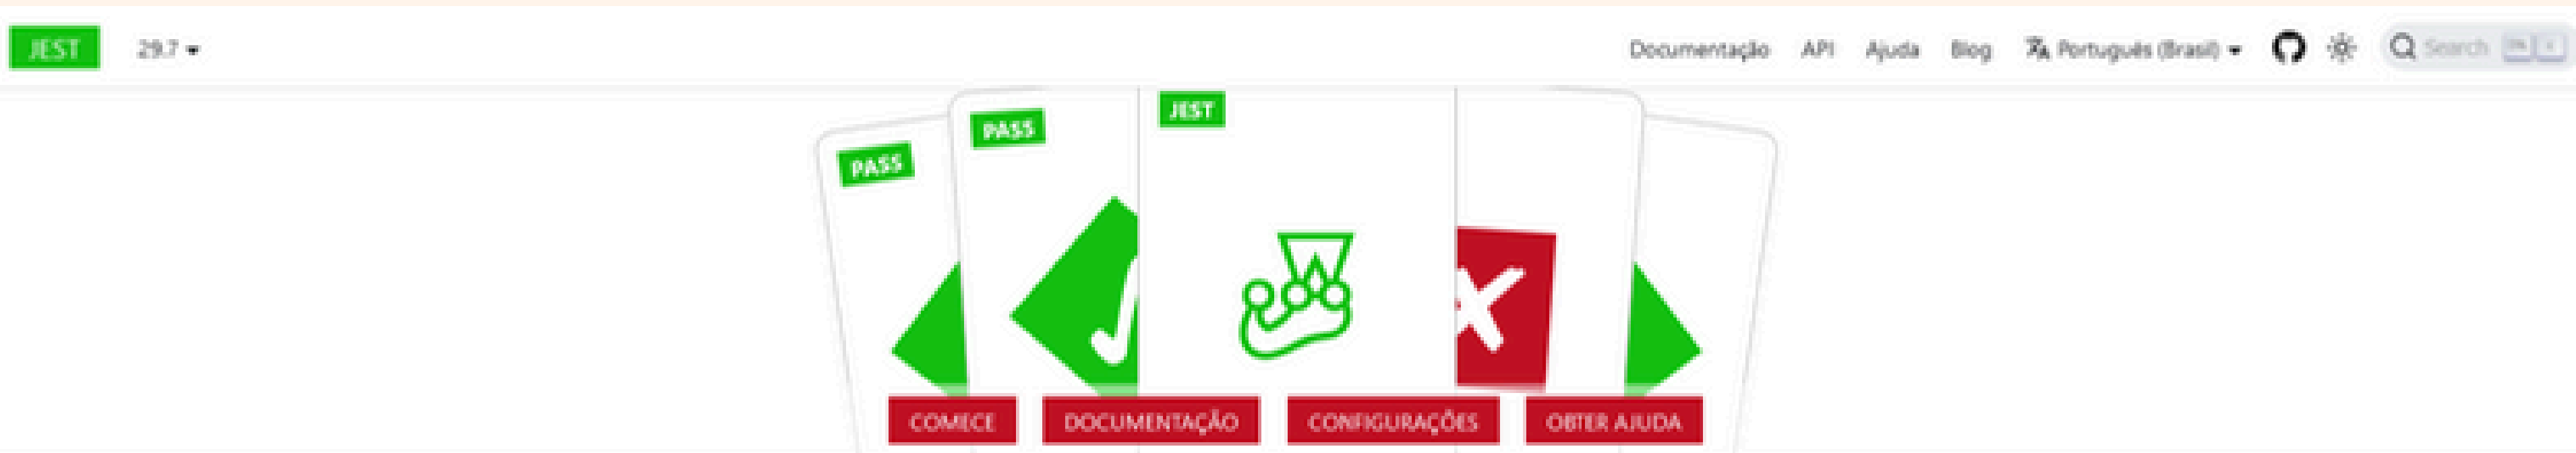 JEST 29.7 Documentação API Ajuda Blog Português (Brasil) Search
JEST
PASS
PASS
COMECE DOCUMENTAÇÃO CONFIGURAÇÕES OBTER AJUDA